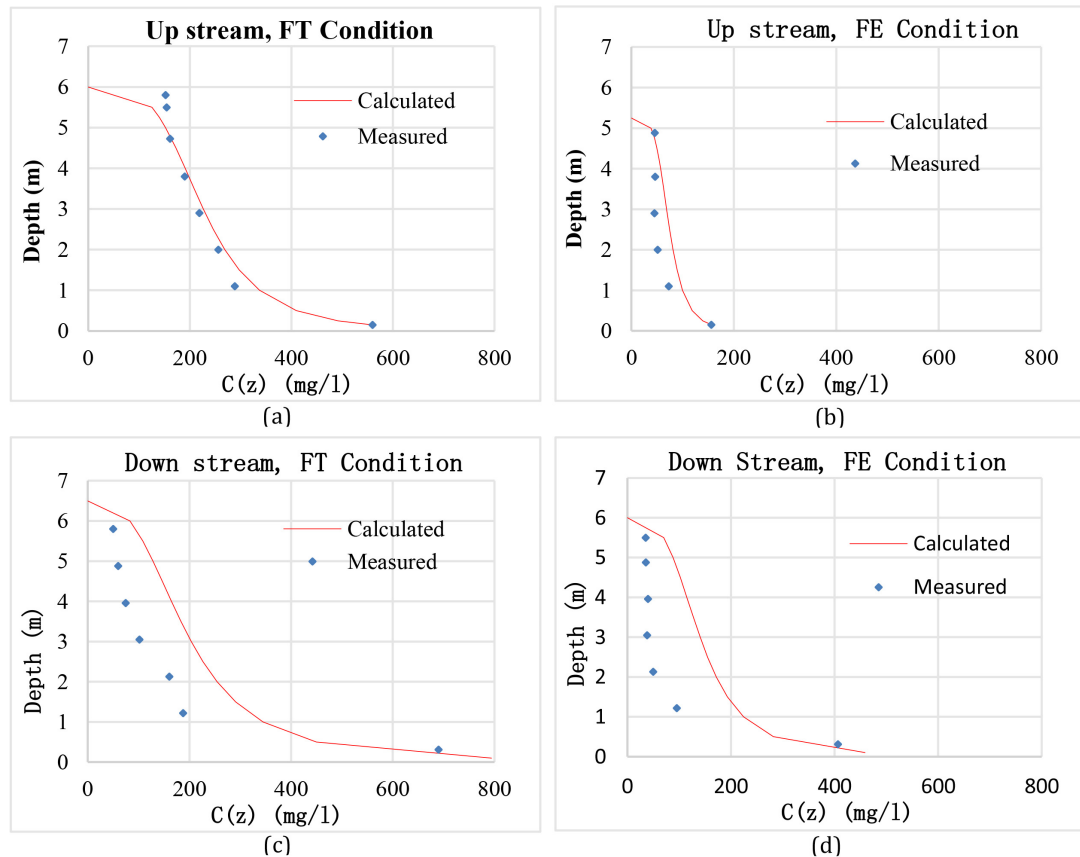 Up stream, FT Condition
7
6
5
4
3
2
1
0
Depth (m)
Calculated
Measured
0 200 400 600 800
C(z) (mg/l)
(a)
Up stream, FE Condition
7
6
5
4
3
2
1
0
Depth (m)
Calculated
Measured
0 200 400 600 800
C(z) (mg/l)
(b)
Down stream, FT Condition
7
6
5
4
3
2
1
0
Depth (m)
Calculated
Measured
0 200 400 600 800
C(z) (mg/l)
(c)
Down Stream, FE Condition
7
6
5
4
3
2
1
0
Depth (m)
Calculated
Measured
0 200 400 600 800
C(z) (mg/l)
(d)